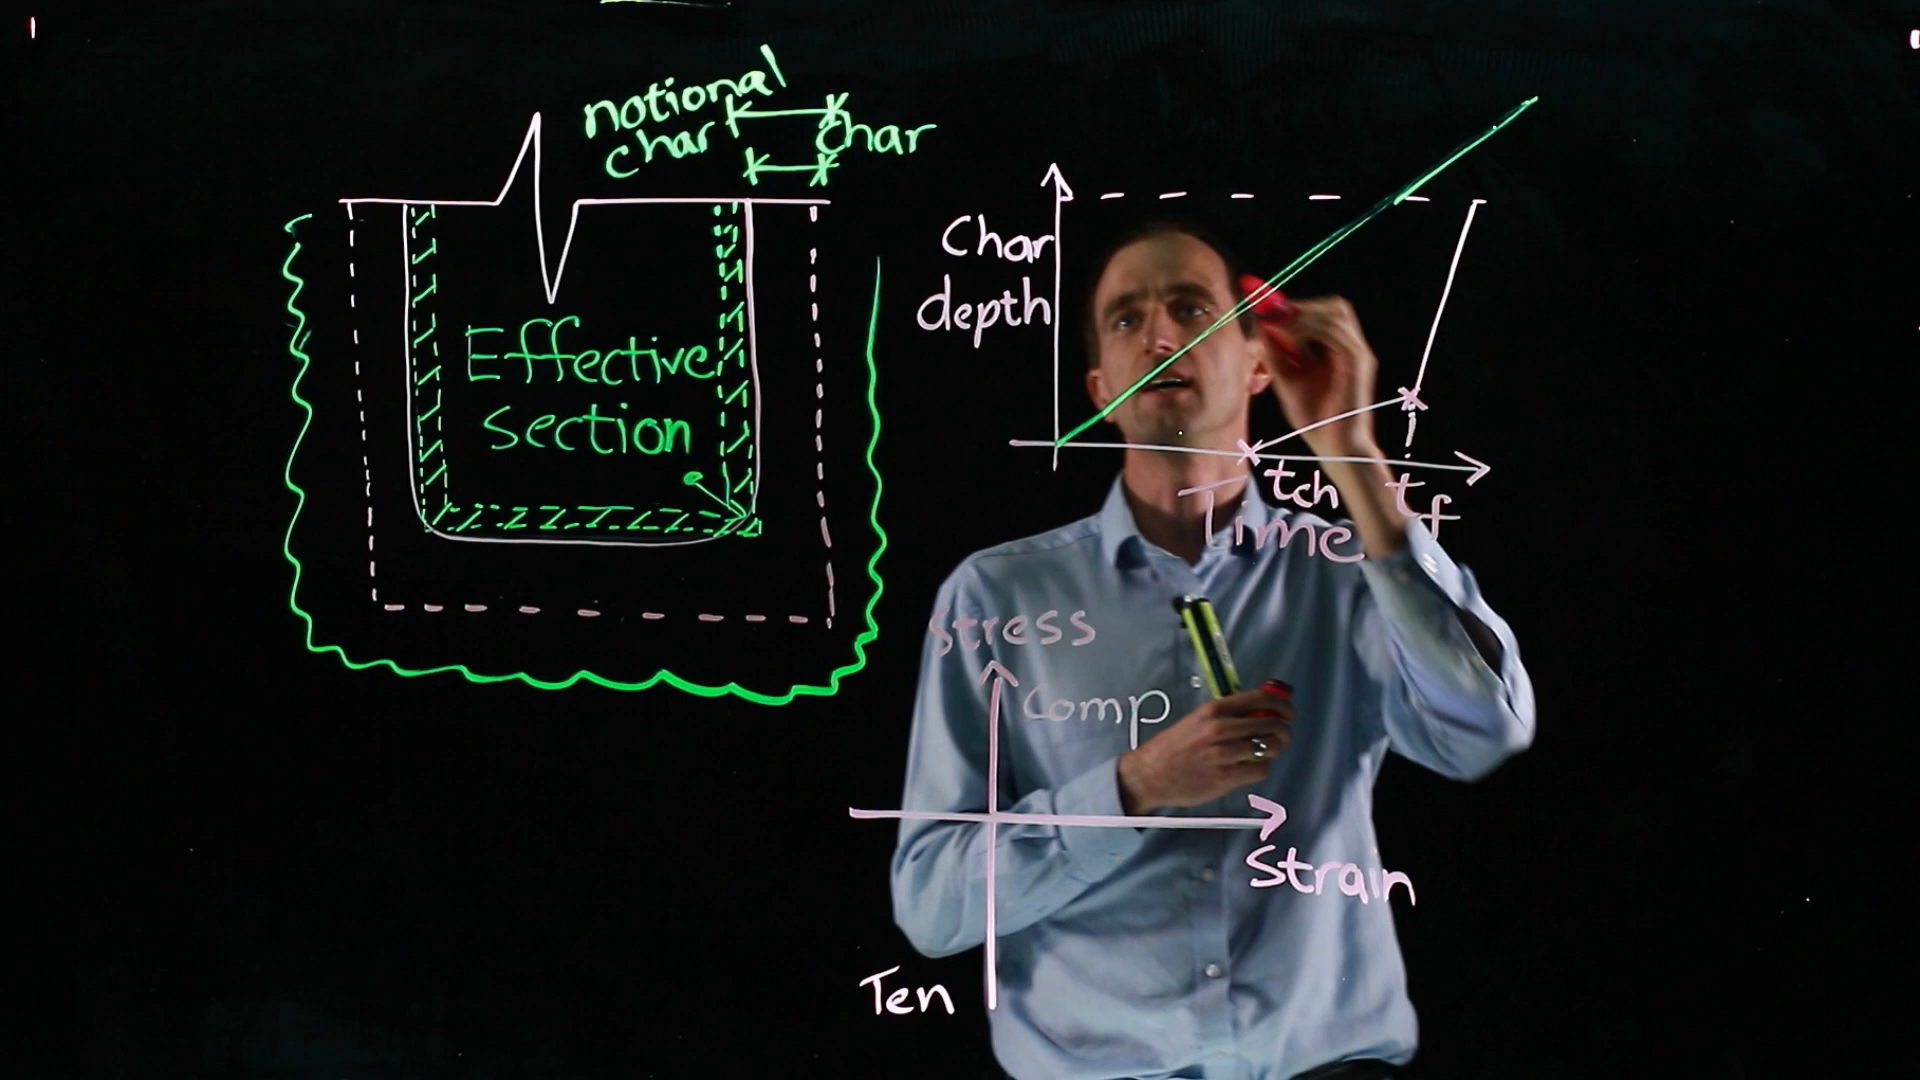 notional
char
char
Effective
section
Char
depth
tch
tf
Time
Stress
Comp
Strain
Ten